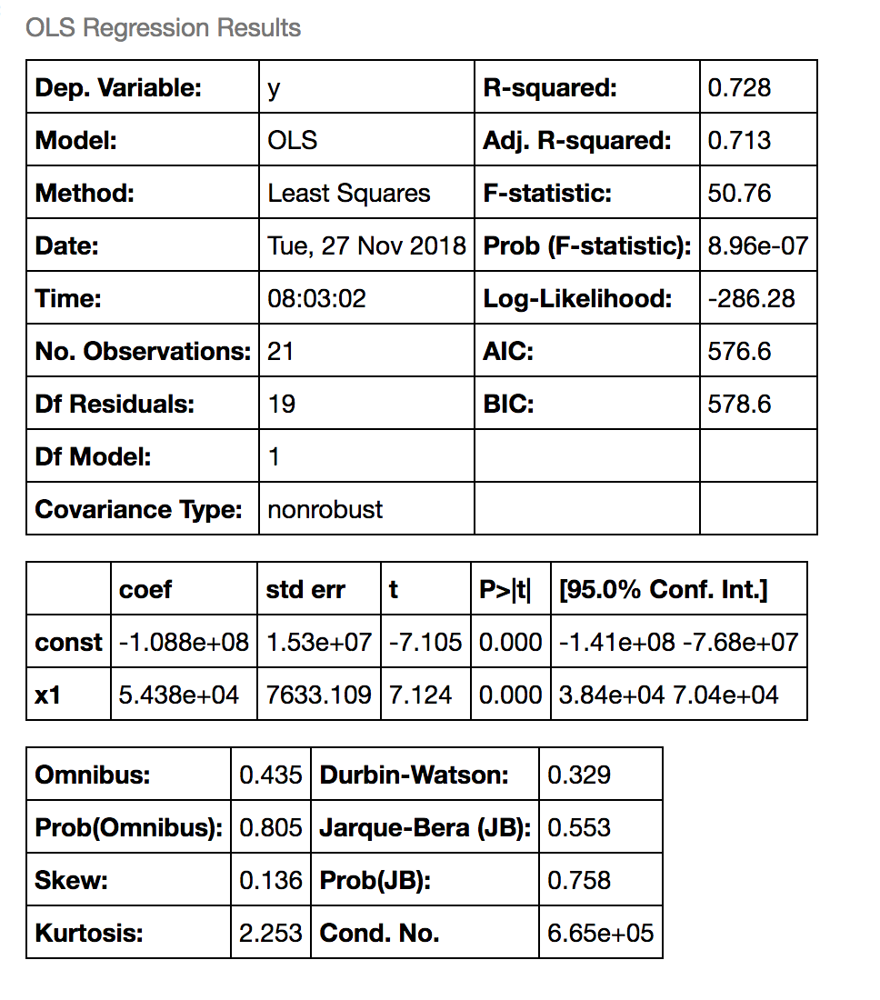 OLS Regression Results
Dep. Variable: y R-squared: 0.728
Model: OLS Adj. R-squared: 0.713
Method: Least Squares F-statistic: 50.76
Date: Tue, 27 Nov 2018 Prob (F-statistic): 8.96e-07
Time: 08:03:02 Log-Likelihood: -286.28
No. Observations: 21 AIC: 576.6
Df Residuals: 19 BIC: 578.6
Df Model: 1
Covariance Type: nonrobust
coef std err t P>|t| [95.0% Conf. Int.]
const -1.088e+08 1.53e+07 -7.105 0.000 -1.41e+08 -7.68e+07
x1 5.438e+04 7633.109 7.124 0.000 3.84e+04 7.04e+04
Omnibus: 0.435 Durbin-Watson: 0.329
Prob(Omnibus): 0.805 Jarque-Bera (JB): 0.553
Skew: 0.136 Prob(JB): 0.758
Kurtosis: 2.253 Cond. No. 6.65e+05